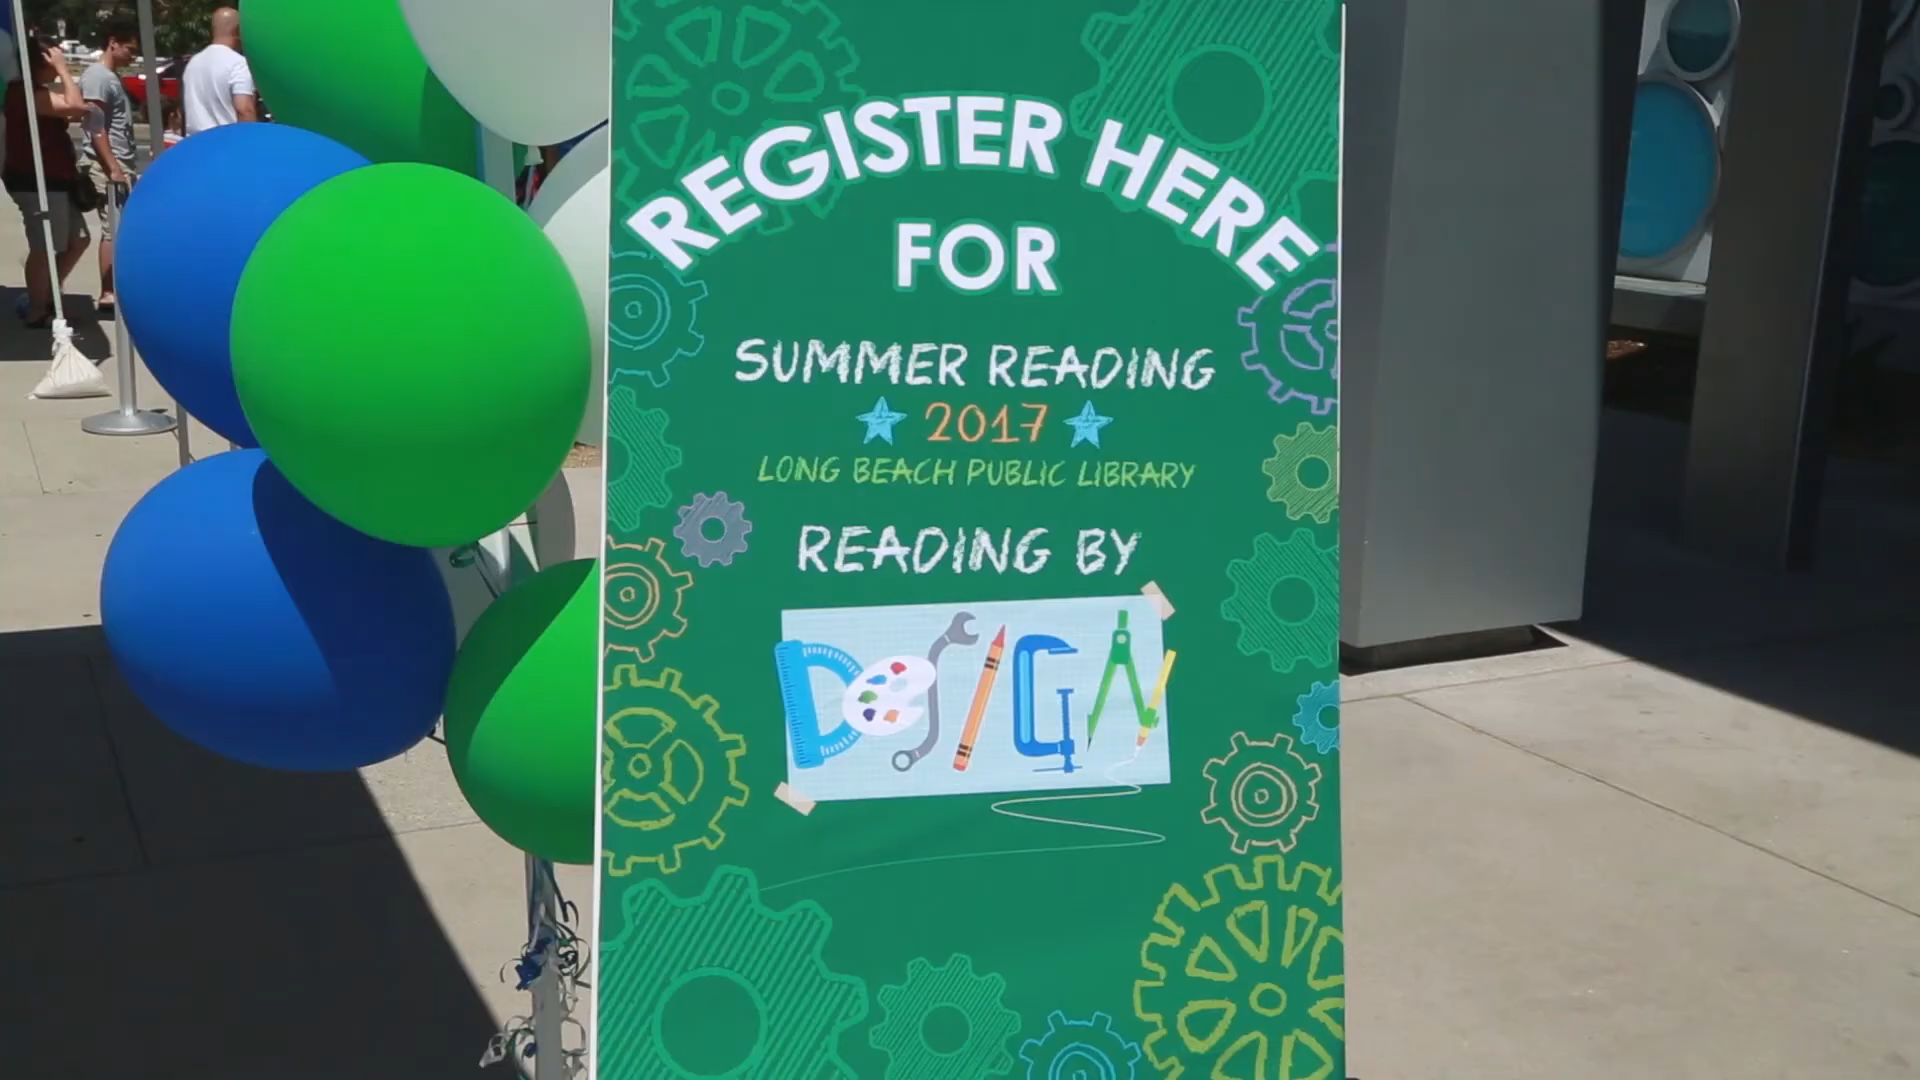 REGISTER HERE
FOR
SUMMER READING
2017
LONG BEACH PUBLIC LIBRARY
READING BY
DESIGN